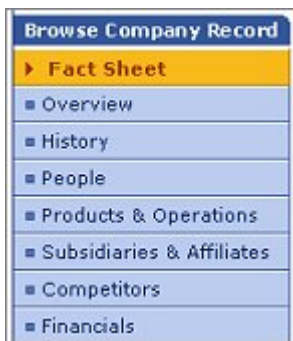 Browse Company Record
Fact Sheet
Overview
History
People
Products & Operations
Subsidiaries & Affiliates
Competitors
Financials